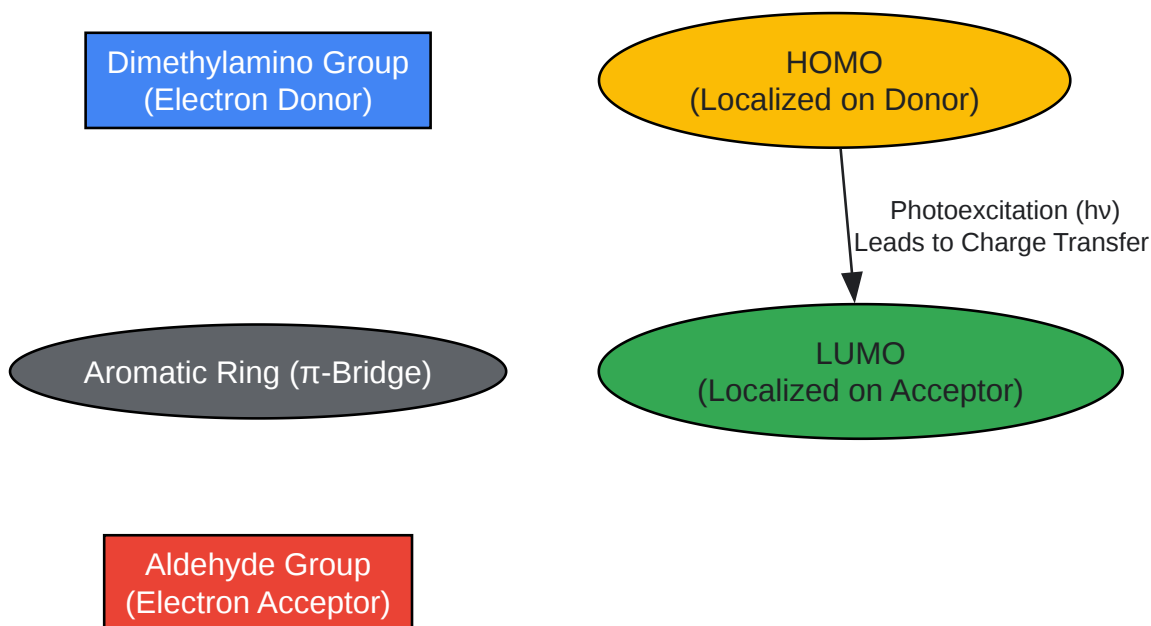 Dimethylamino Group
(Electron Donor)
HOMO
(Localized on Donor)
Photoexcitation (hν)
Leads to Charge Transfer
Aromatic Ring (π-Bridge)
LUMO
(Localized on Acceptor)
Aldehyde Group
(Electron Acceptor)